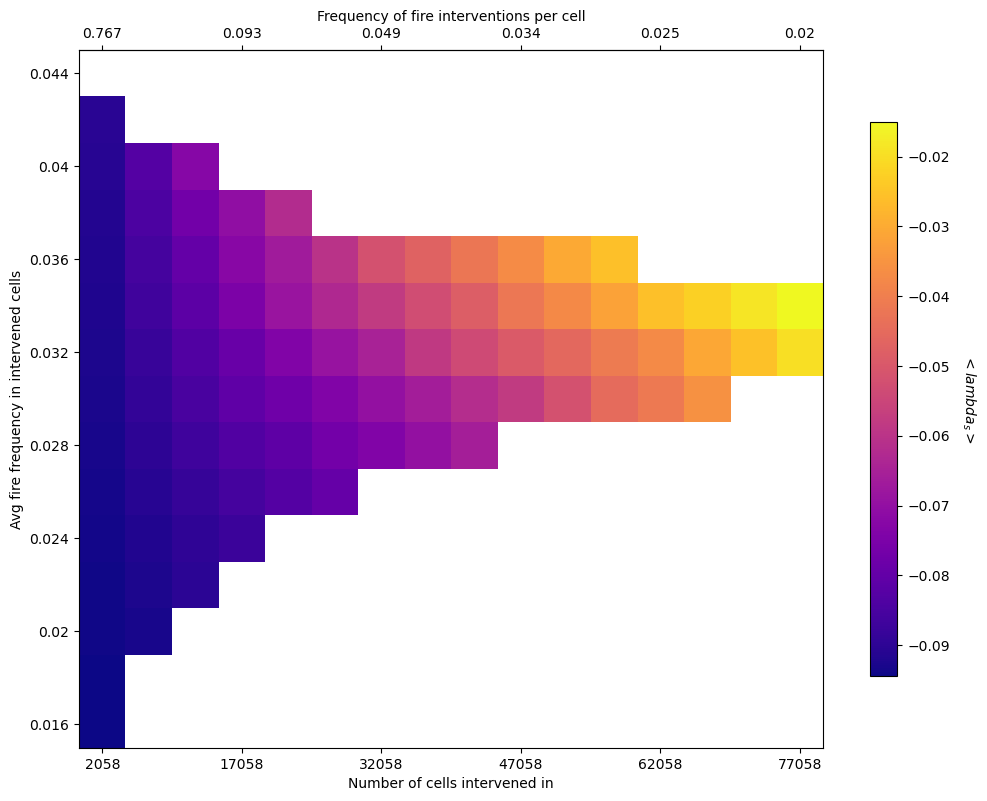 Frequency of fire interventions per cell
0.767 0.093 0.049 0.034 0.025 0.02
Avg fire frequency in intervened cells
0.044
0.04
0.036
0.032
0.028
0.024
0.02
0.016
2058 17058 32058 47058 62058 77058
Number of cells intervened in
−0.02
−0.03
−0.04
−0.05
−0.06
−0.07
−0.08
−0.09
< lambda_s >